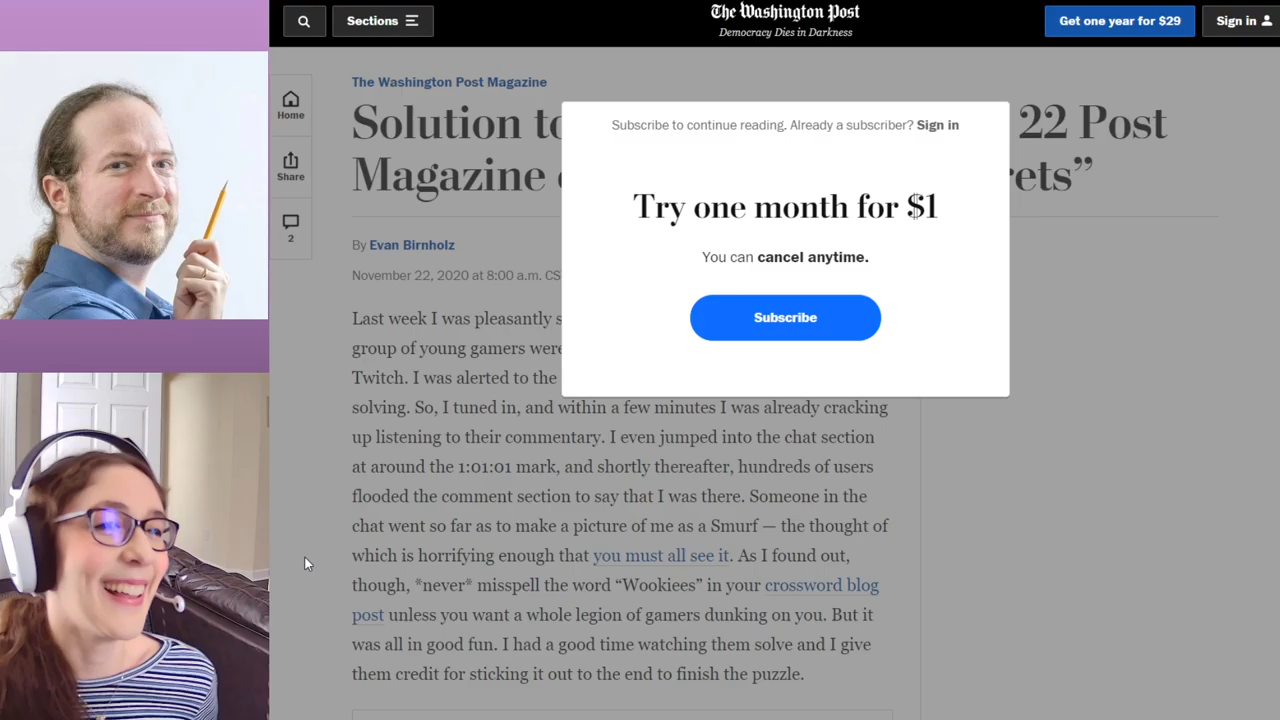 Sections
The Washington Post
Democracy Dies in Darkness
Get one year for $29
Sign in
Home
Share
2
The Washington Post Magazine
Solution to 22 Post
Magazine rets”
By Evan Birnholz
November 22, 2020 at 8:00 a.m. CS
Subscribe to continue reading. Already a subscriber? Sign in
Try one month for $1
You can cancel anytime.
Subscribe
Last week I was pleasantly s
group of young gamers were
Twitch. I was alerted to the
solving. So, I tuned in, and within a few minutes I was already cracking
up listening to their commentary. I even jumped into the chat section
at around the 1:01:01 mark, and shortly thereafter, hundreds of users
flooded the comment section to say that I was there. Someone in the
chat went so far as to make a picture of me as a Smurf — the thought of
which is horrifying enough that you must all see it. As I found out,
though, *never* misspell the word “Wookiees” in your crossword blog
post unless you want a whole legion of gamers dunking on you. But it
was all in good fun. I had a good time watching them solve and I give
them credit for sticking it out to the end to finish the puzzle.